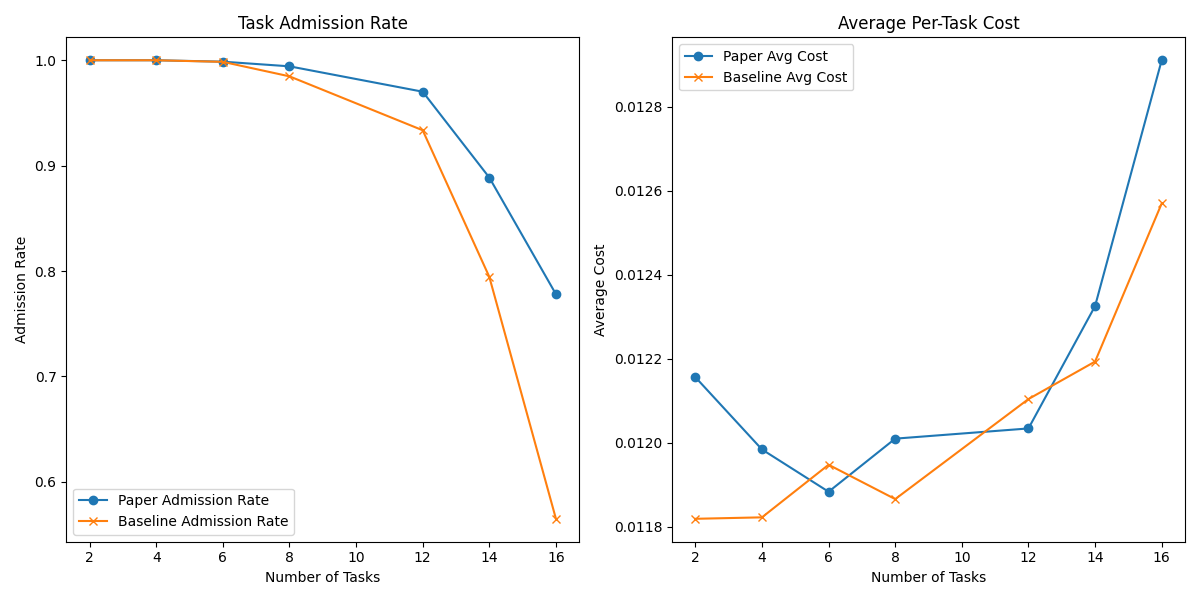 Task Admission Rate
Admission Rate
1.0
0.9
0.8
0.7
0.6
Paper Admission Rate
Baseline Admission Rate
2 4 6 8 10 12 14 16
Number of Tasks
Average Per-Task Cost
Average Cost
Paper Avg Cost
Baseline Avg Cost
0.0128
0.0126
0.0124
0.0122
0.0120
0.0118
2 4 6 8 10 12 14 16
Number of Tasks